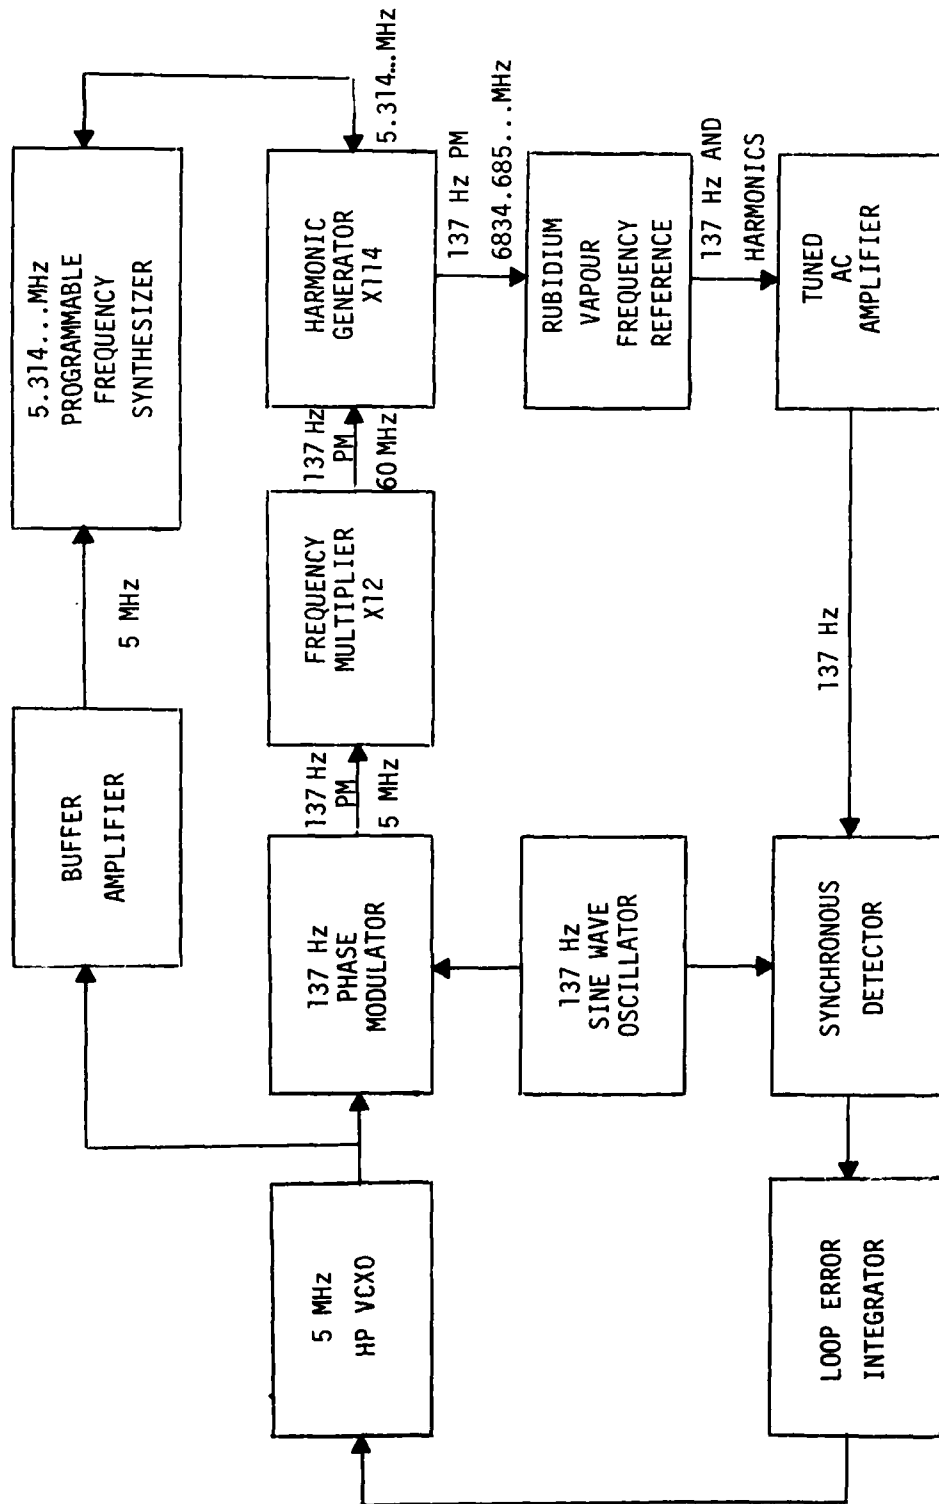 BUFFER
AMPLIFIER
5 MHz
5.314...MHz
PROGRAMMABLE
FREQUENCY
SYNTHESIZER
5 MHz
HP VCXO
137 Hz
PHASE
MODULATOR
137 Hz
PM
5 MHz
FREQUENCY
MULTIPLIER
X12
137 Hz
PM
60 MHz
HARMONIC
GENERATOR
X114
5.314...MHz
137 Hz PM
6834.685...MHz
137 Hz
SINE WAVE
OSCILLATOR
RUBIDIUM
VAPOUR
FREQUENCY
REFERENCE
137 Hz AND
HARMONICS
LOOP ERROR
INTEGRATOR
SYNCHRONOUS
DETECTOR
137 Hz
TUNED
AC
AMPLIFIER